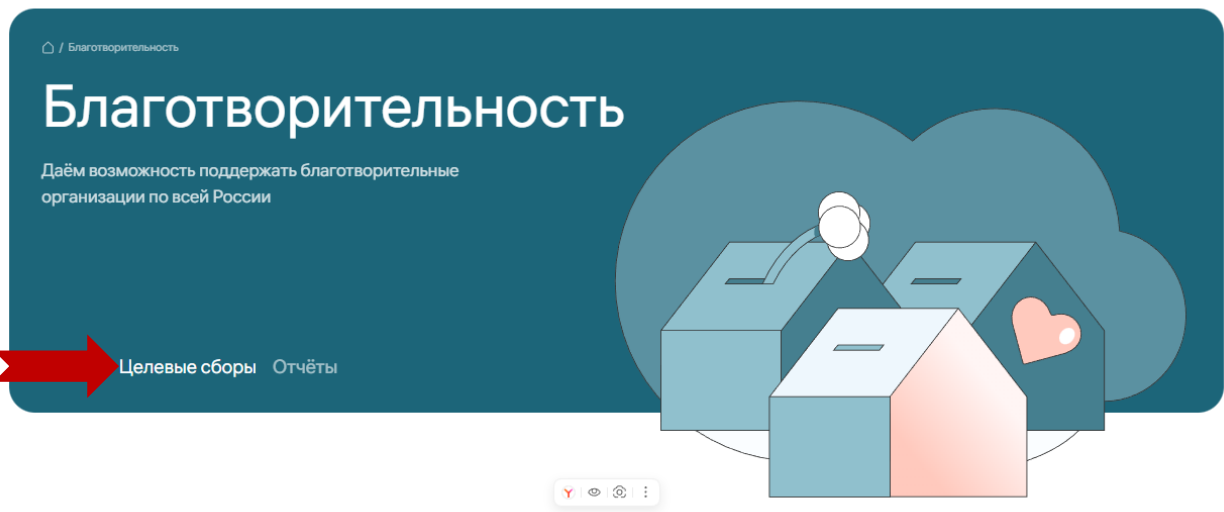 / Благотворительность
Благотворительность
Даём возможность поддержать благотворительные
организации по всей России
Целевые сборы Отчёты